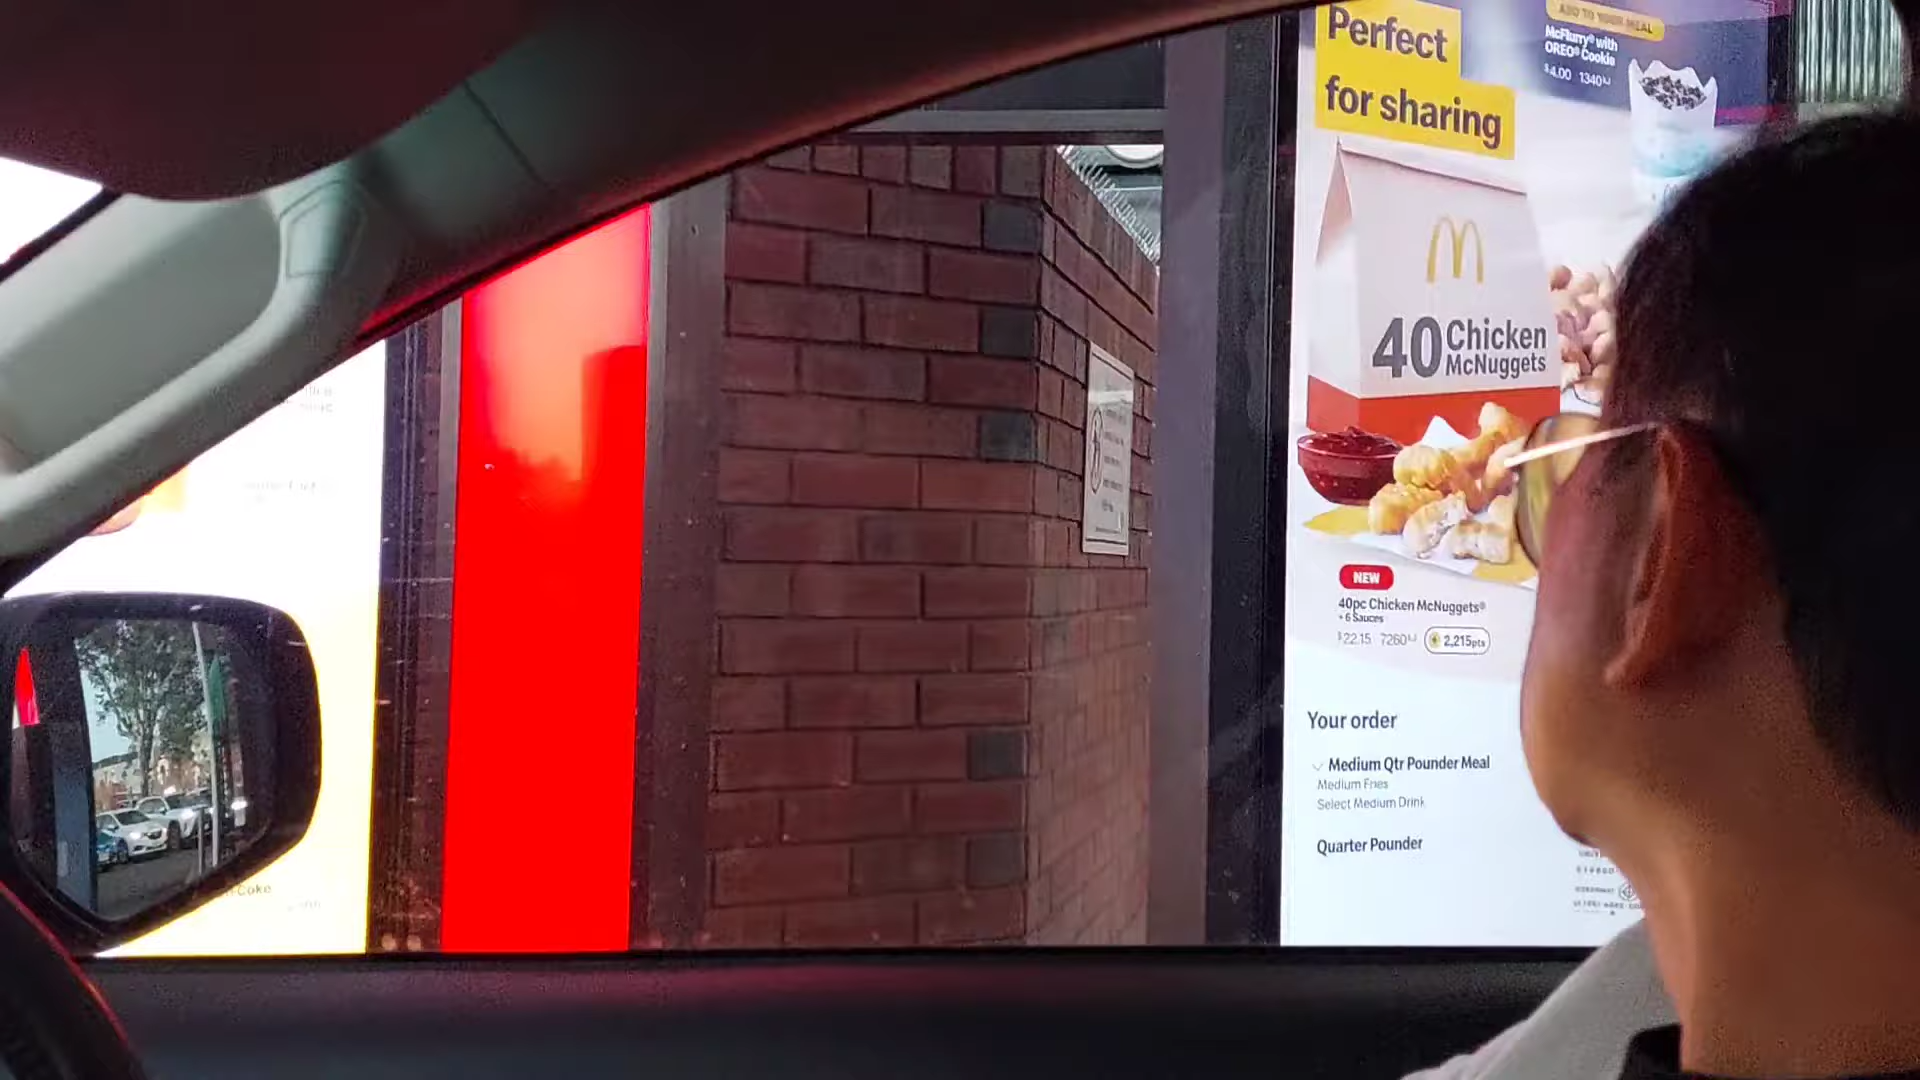 Perfect
for sharing
ADD TO YOUR MEAL
McFlurry® with
OREO® Cookie
$4.00 1340kJ
40 Chicken
McNuggets
NEW
40pc Chicken McNuggets®
+ 6 Sauces
$22.15 7260kJ 2,215pts
Your order
Medium Qtr Pounder Meal
Medium Fries
Select Medium Drink
Quarter Pounder
Coke